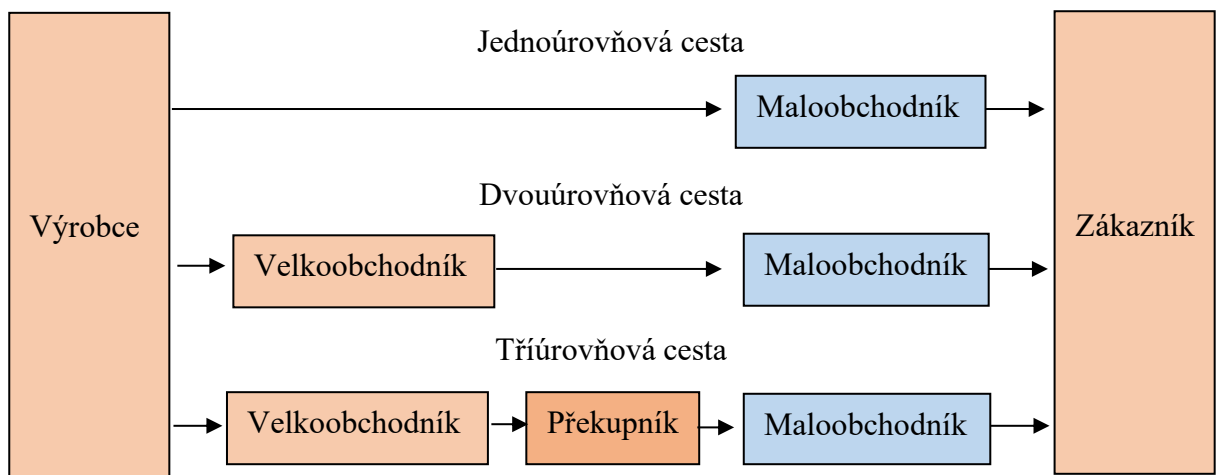 Jednoúrovňová cesta
Maloobchodník
Dvouúrovňová cesta
Výrobce
Zákazník
Velkoobchodník
Maloobchodník
Tříúrovňová cesta
Velkoobchodník
Překupník
Maloobchodník